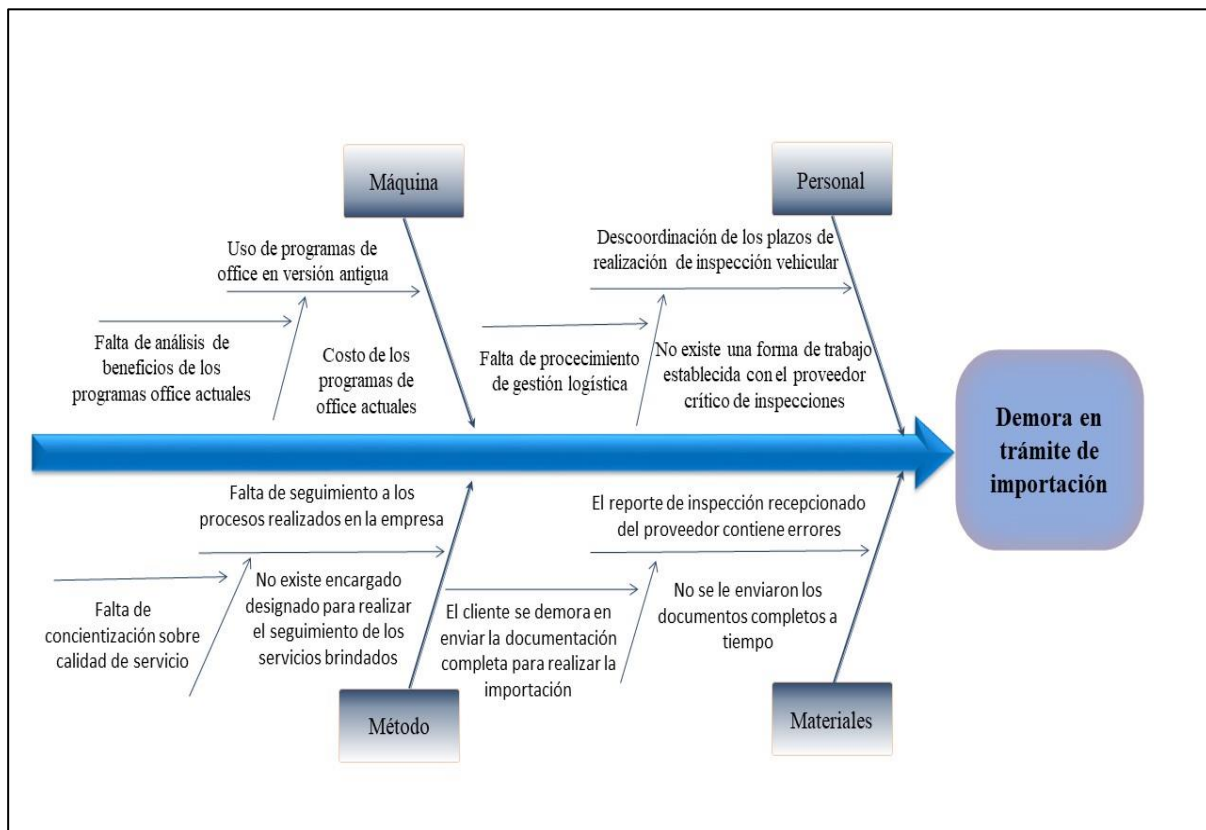 Máquina
Personal
Uso de programas de
office en versión antigua
Descoordinación de los plazos de
realización de inspección vehicular
Falta de análisis de
beneficios de los
programas office actuales
Costo de los
programas de
office actuales
Falta de procecimiento
de gestión logística
No existe una forma de trabajo
establecida con el proveedor
crítico de inspecciones
Demora en
trámite de
importación
Falta de seguimiento a los
procesos realizados en la empresa
El reporte de inspección recepcionado
del proveedor contiene errores
Falta de
concientización sobre
calidad de servicio
No existe encargado
designado para realizar
el seguimiento de los
servicios brindados
El cliente se demora en
enviar la documentación
completa para realizar la
importación
No se le enviaron los
documentos completos a
tiempo
Método
Materiales